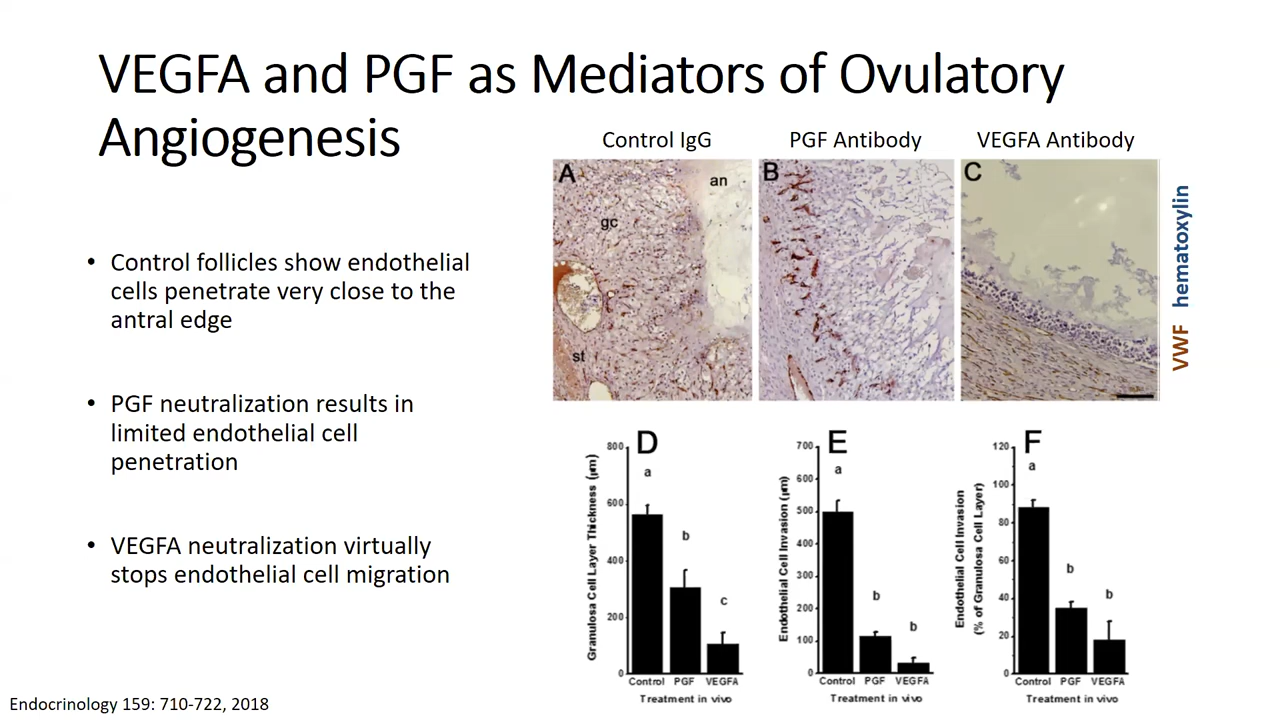 VEGFA and PGF as Mediators of Ovulatory
Angiogenesis
Control IgG
PGF Antibody
VEGFA Antibody
A
an
gc
st
B
C
VWF hematoxylin
• Control follicles show endothelial
cells penetrate very close to the
antral edge
• PGF neutralization results in
limited endothelial cell
penetration
• VEGFA neutralization virtually
stops endothelial cell migration
D
Granulosa Cell Layer Thickness (μm)
800
600
400
200
0
a
b
c
Control PGF VEGFA
Treatment in vivo
E
Endothelial Cell Invasion (μm)
700
600
500
400
300
200
100
0
a
b
b
Control PGF VEGFA
Treatment in vivo
F
Endothelial Cell Invasion
(% of Granulosa Cell Layer)
120
100
80
60
40
20
0
a
b
b
Control PGF VEGFA
Treatment in vivo
Endocrinology 159: 710-722, 2018